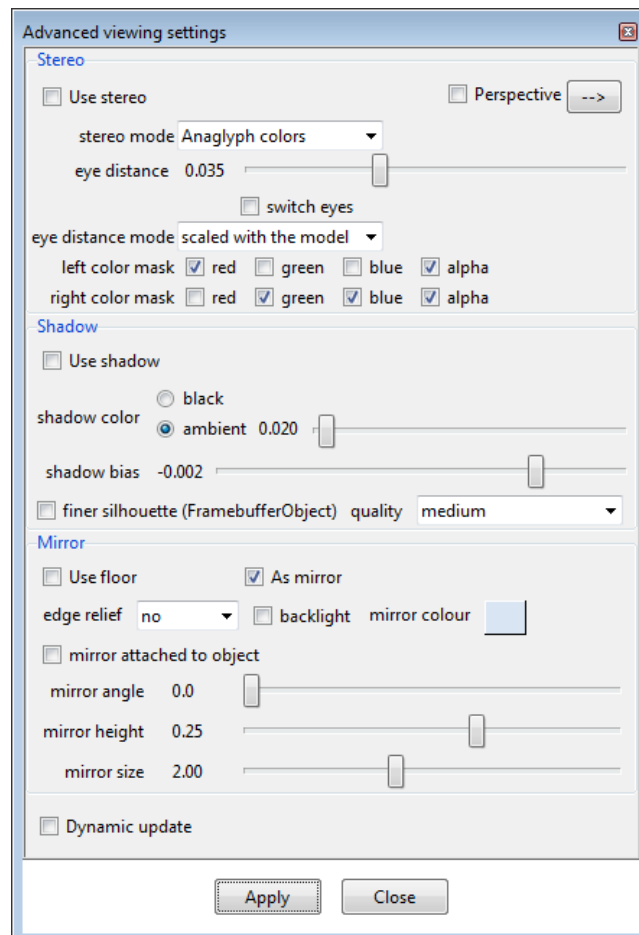 Advanced viewing settings
Stereo
Use stereo Perspective -->
stereo mode Anaglyph colors
eye distance 0.035
switch eyes
eye distance mode scaled with the model
left color mask red green blue alpha
right color mask red green blue alpha
Shadow
Use shadow
black
shadow color
ambient 0.020
shadow bias -0.002
finer silhouette (FramebufferObject) quality medium
Mirror
Use floor As mirror
edge relief no backlight mirror colour
mirror attached to object
mirror angle 0.0
mirror height 0.25
mirror size 2.00
Dynamic update
Apply Close